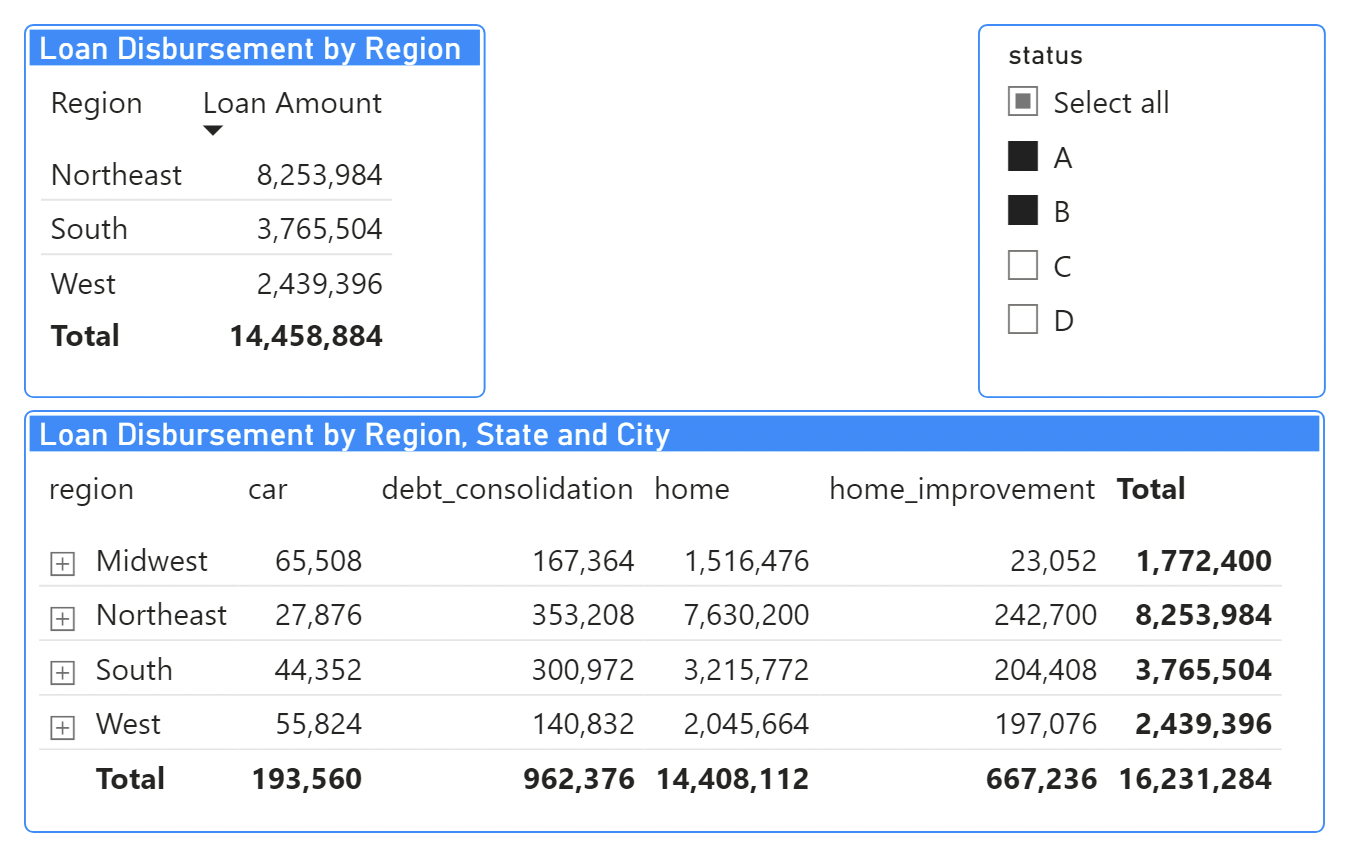 Loan Disbursement by Region
Region Loan Amount
Northeast 8,253,984
South 3,765,504
West 2,439,396
Total 14,458,884
status
Select all
A
B
C
D
Loan Disbursement by Region, State and City
region car debt_consolidation home home_improvement Total
Midwest 65,508 167,364 1,516,476 23,052 1,772,400
Northeast 27,876 353,208 7,630,200 242,700 8,253,984
South 44,352 300,972 3,215,772 204,408 3,765,504
West 55,824 140,832 2,045,664 197,076 2,439,396
Total 193,560 962,376 14,408,112 667,236 16,231,284